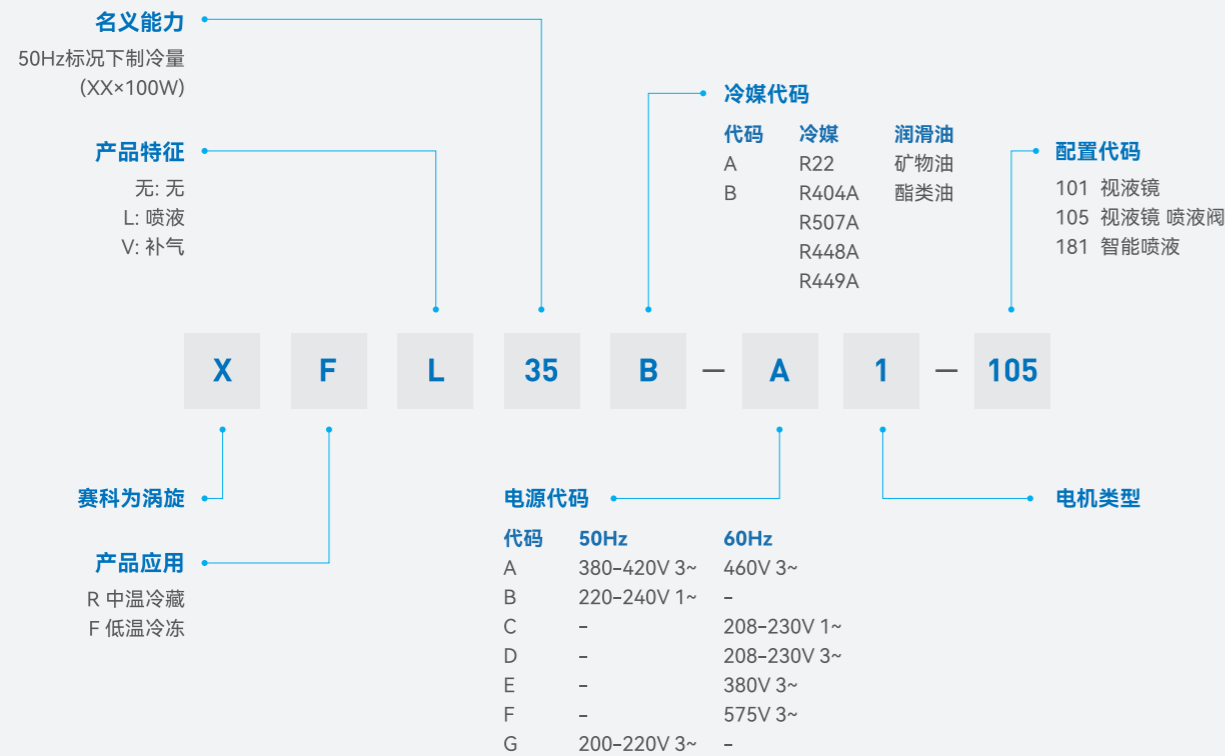 名义能力
50Hz标况下制冷量
(XX×100W)
产品特征
无: 无
L: 喷液
V: 补气
冷媒代码
代码 冷媒 润滑油
A R22 矿物油
B R404A 酯类油
R507A
R448A
R449A
配置代码
101 视液镜
105 视液镜 喷液阀
181 智能喷液
X F L 35 B – A 1 – 105
赛科为涡旋
产品应用
R 中温冷藏
F 低温冷冻
电源代码
代码 50Hz 60Hz
A 380-420V 3~ 460V 3~
B 220-240V 1~ -
C - 208-230V 1~
D - 208-230V 3~
E - 380V 3~
F - 575V 3~
G 200-220V 3~ -
电机类型